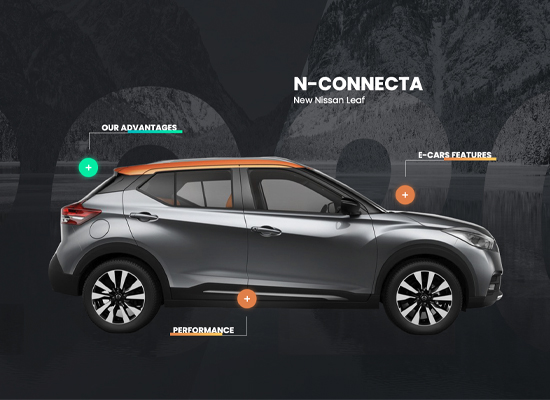 N-CONNECTA
New Nissan Leaf
OUR ADVANTAGES
E-CARS FEATURES
PERFORMANCE